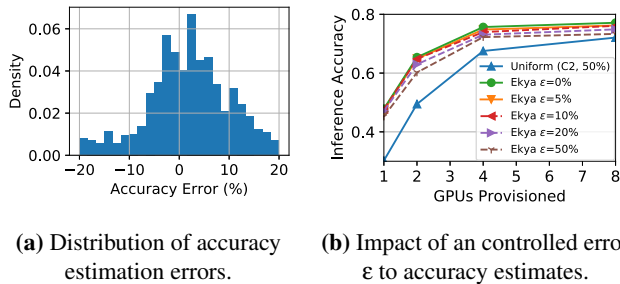 0.06
0.04
0.02
0.00
Density
−20 −10 0 10 20
Accuracy Error (%)
(a) Distribution of accuracy
estimation errors.
0.8
0.6
0.4
Inference Accuracy
Uniform (C2, 50%)
Ekya ε=0%
Ekya ε=5%
Ekya ε=10%
Ekya ε=20%
Ekya ε=50%
1 2 3 4 5 6 7 8
GPUs Provisioned
(b) Impact of an controlled erro
ε to accuracy estimates.